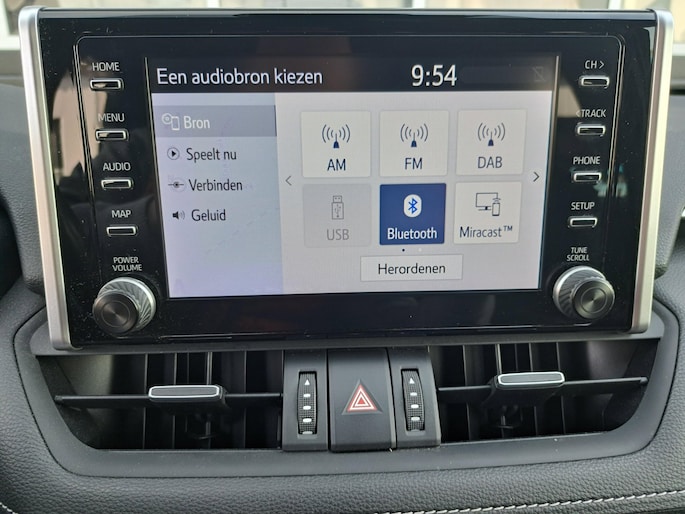 Een audiobron kiezen 9:54
HOME
MENU
AUDIO
MAP
POWER
VOLUME
Bron
Speelt nu
Verbinden
Geluid
AM FM DAB
USB Bluetooth Miracast™
Herordenen
CH >
< TRACK
PHONE
SETUP
TUNE
SCROLL